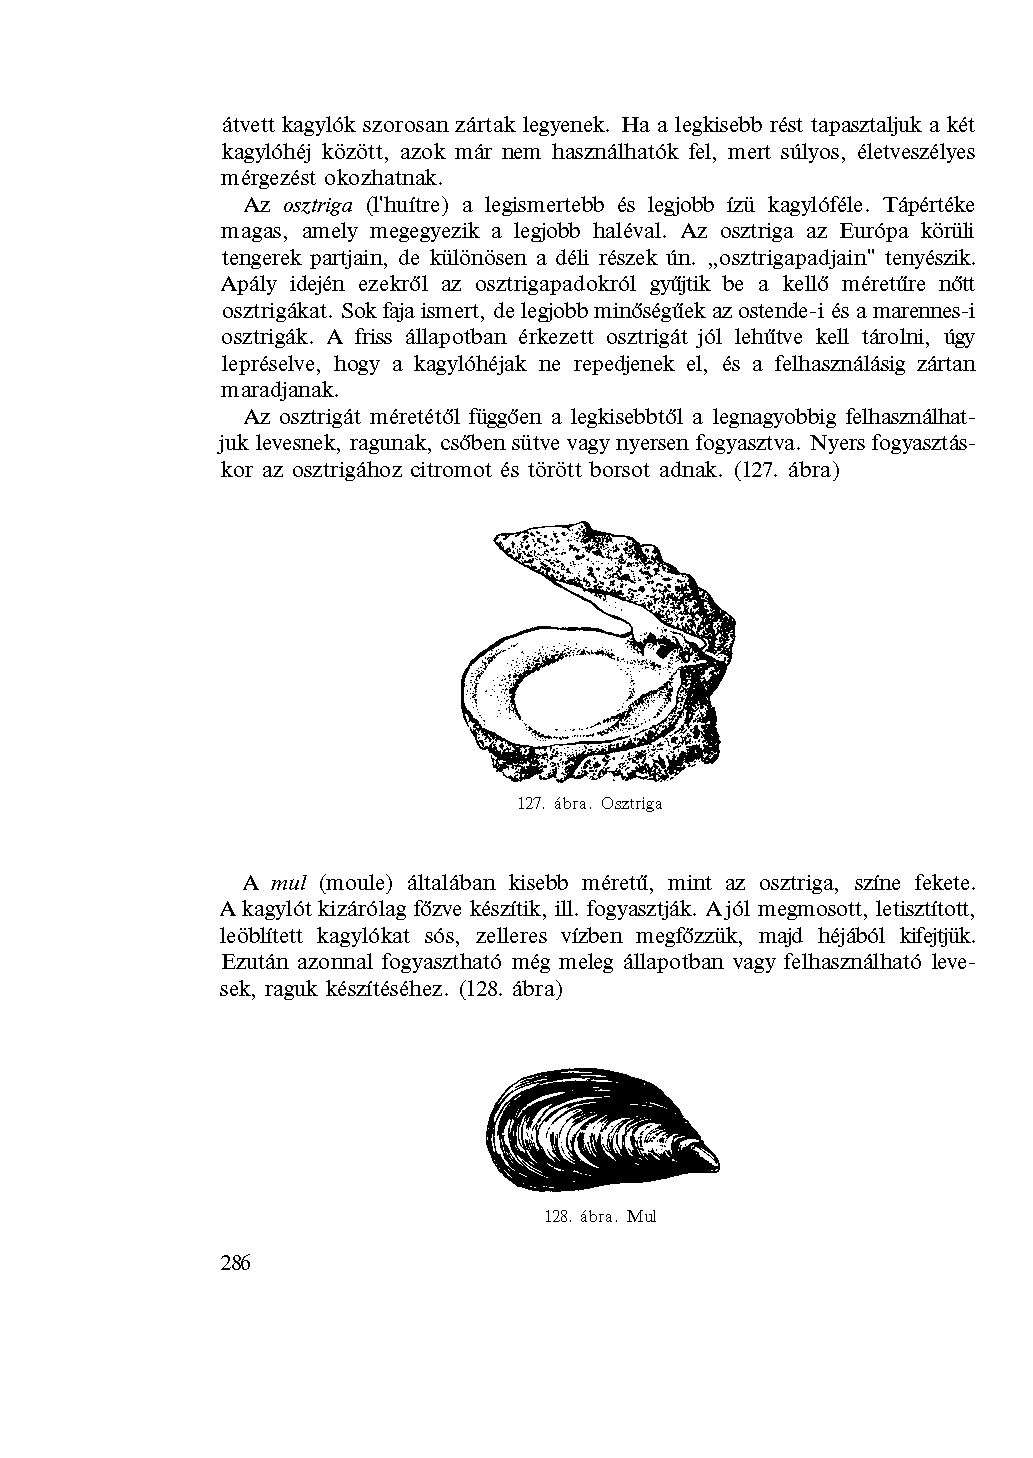 átvett kagylók szorosan zártak legyenek. Ha a legkisebb rést tapasztaljuk a két
kagylóhéj között, azok már nem használhatók fel, mert súlyos, életveszélyes
mérgezést okozhatnak.
Az osztriga (l'huître) a legismertebb és legjobb ízü kagylóféle. Tápértéke
magas, amely megegyezik a legjobb haléval. Az osztriga az Európa körüli
tengerek partjain, de különösen a déli részek ún. „osztrigapadjain" tenyészik.
Apály idején ezekről az osztrigapadokról gyűjtik be a kellő méretűre nőtt
osztrigákat. Sok faja ismert, de legjobb minőségűek az ostende-i és a marennes-i
osztrigák. A friss állapotban érkezett osztrigát jól lehűtve kell tárolni, úgy
lepréselve, hogy a kagylóhéjak ne repedjenek el, és a felhasználásig zártan
maradjanak.
Az osztrigát méretétől függően a legkisebbtől a legnagyobbig felhasználhat-
juk levesnek, ragunak, csőben sütve vagy nyersen fogyasztva. Nyers fogyasztás-
kor az osztrigához citromot és törött borsot adnak. (127. ábra)
127. ábra. Osztriga
A mul (moule) általában kisebb méretű, mint az osztriga, színe fekete.
A kagylót kizárólag főzve készítik, ill. fogyasztják. A jól megmosott, letisztított,
leöblített kagylókat sós, zelleres vízben megfőzzük, majd héjából kifejtjük.
Ezután azonnal fogyasztható még meleg állapotban vagy felhasználható leve-
sek, raguk készítéséhez. (128. ábra)
128. ábra. Mul
286